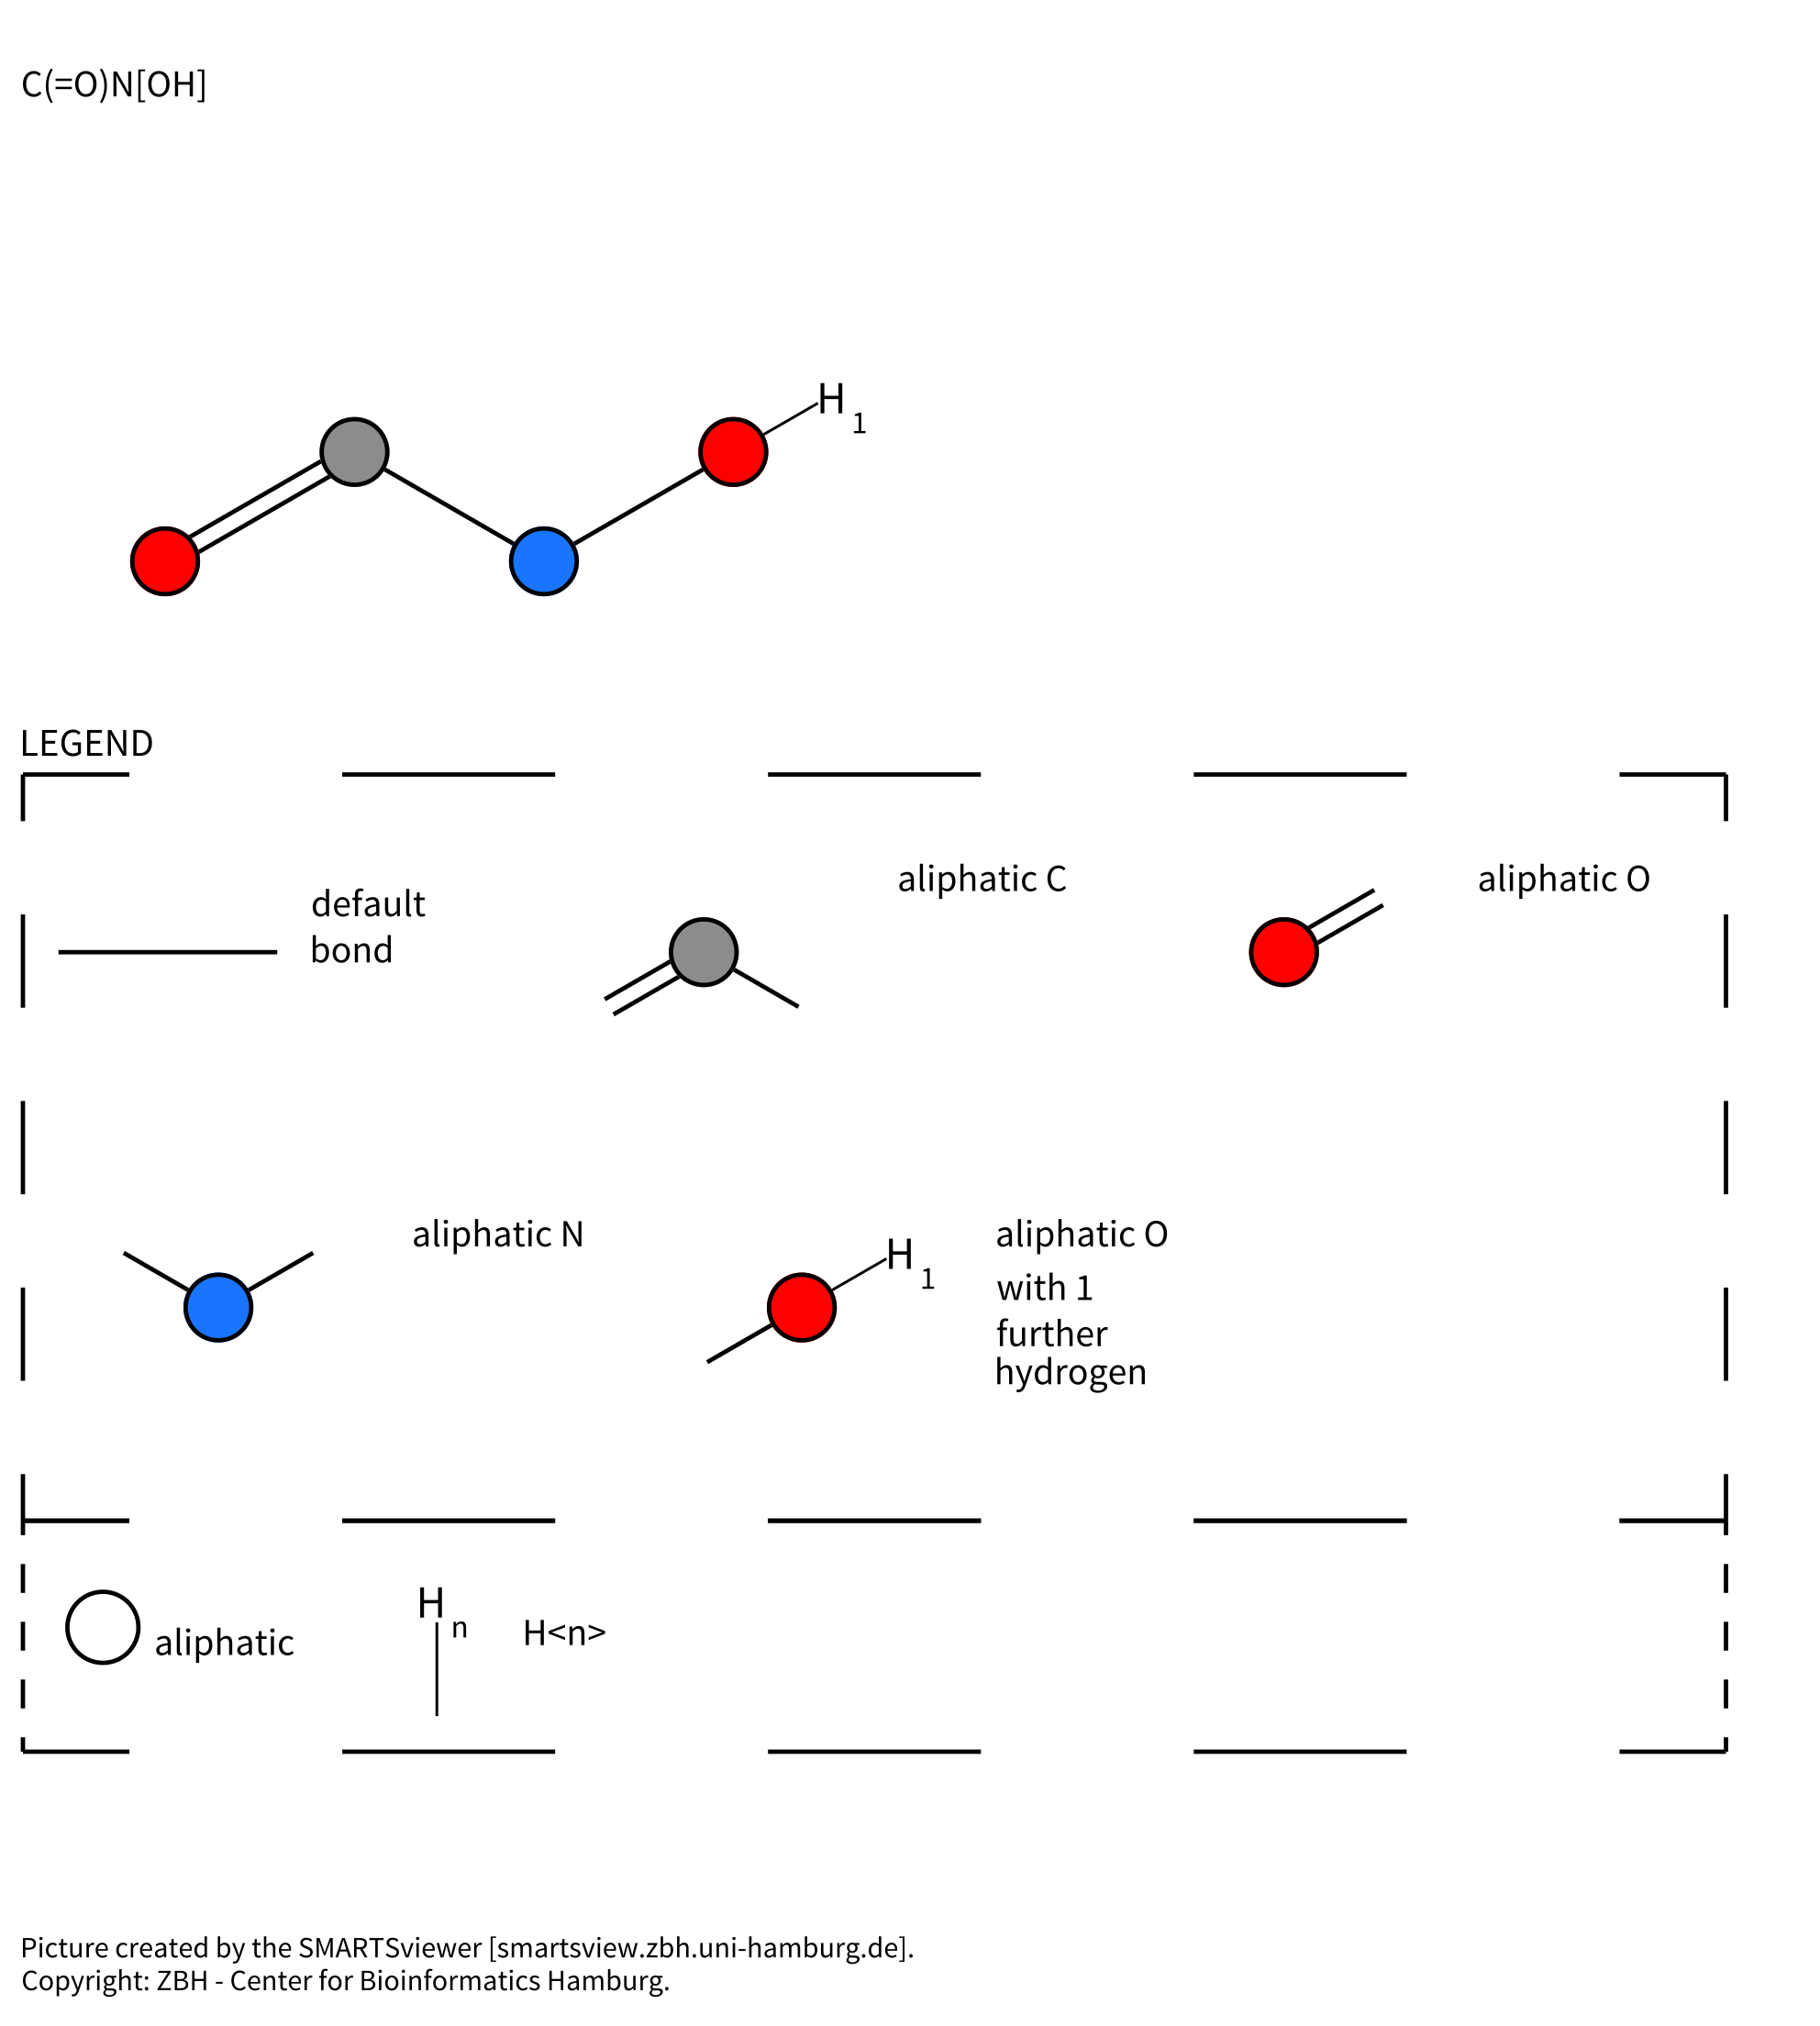 C(=O)N[OH]
H
1
LEGEND
default
bond
aliphatic C
aliphatic O
aliphatic N
H
1
aliphatic O
with 1
further
hydrogen
aliphatic
H
n
H<n>
Picture created by the SMARTSviewer [smartsview.zbh.uni-hamburg.de].
Copyright: ZBH - Center for Bioinformatics Hamburg.